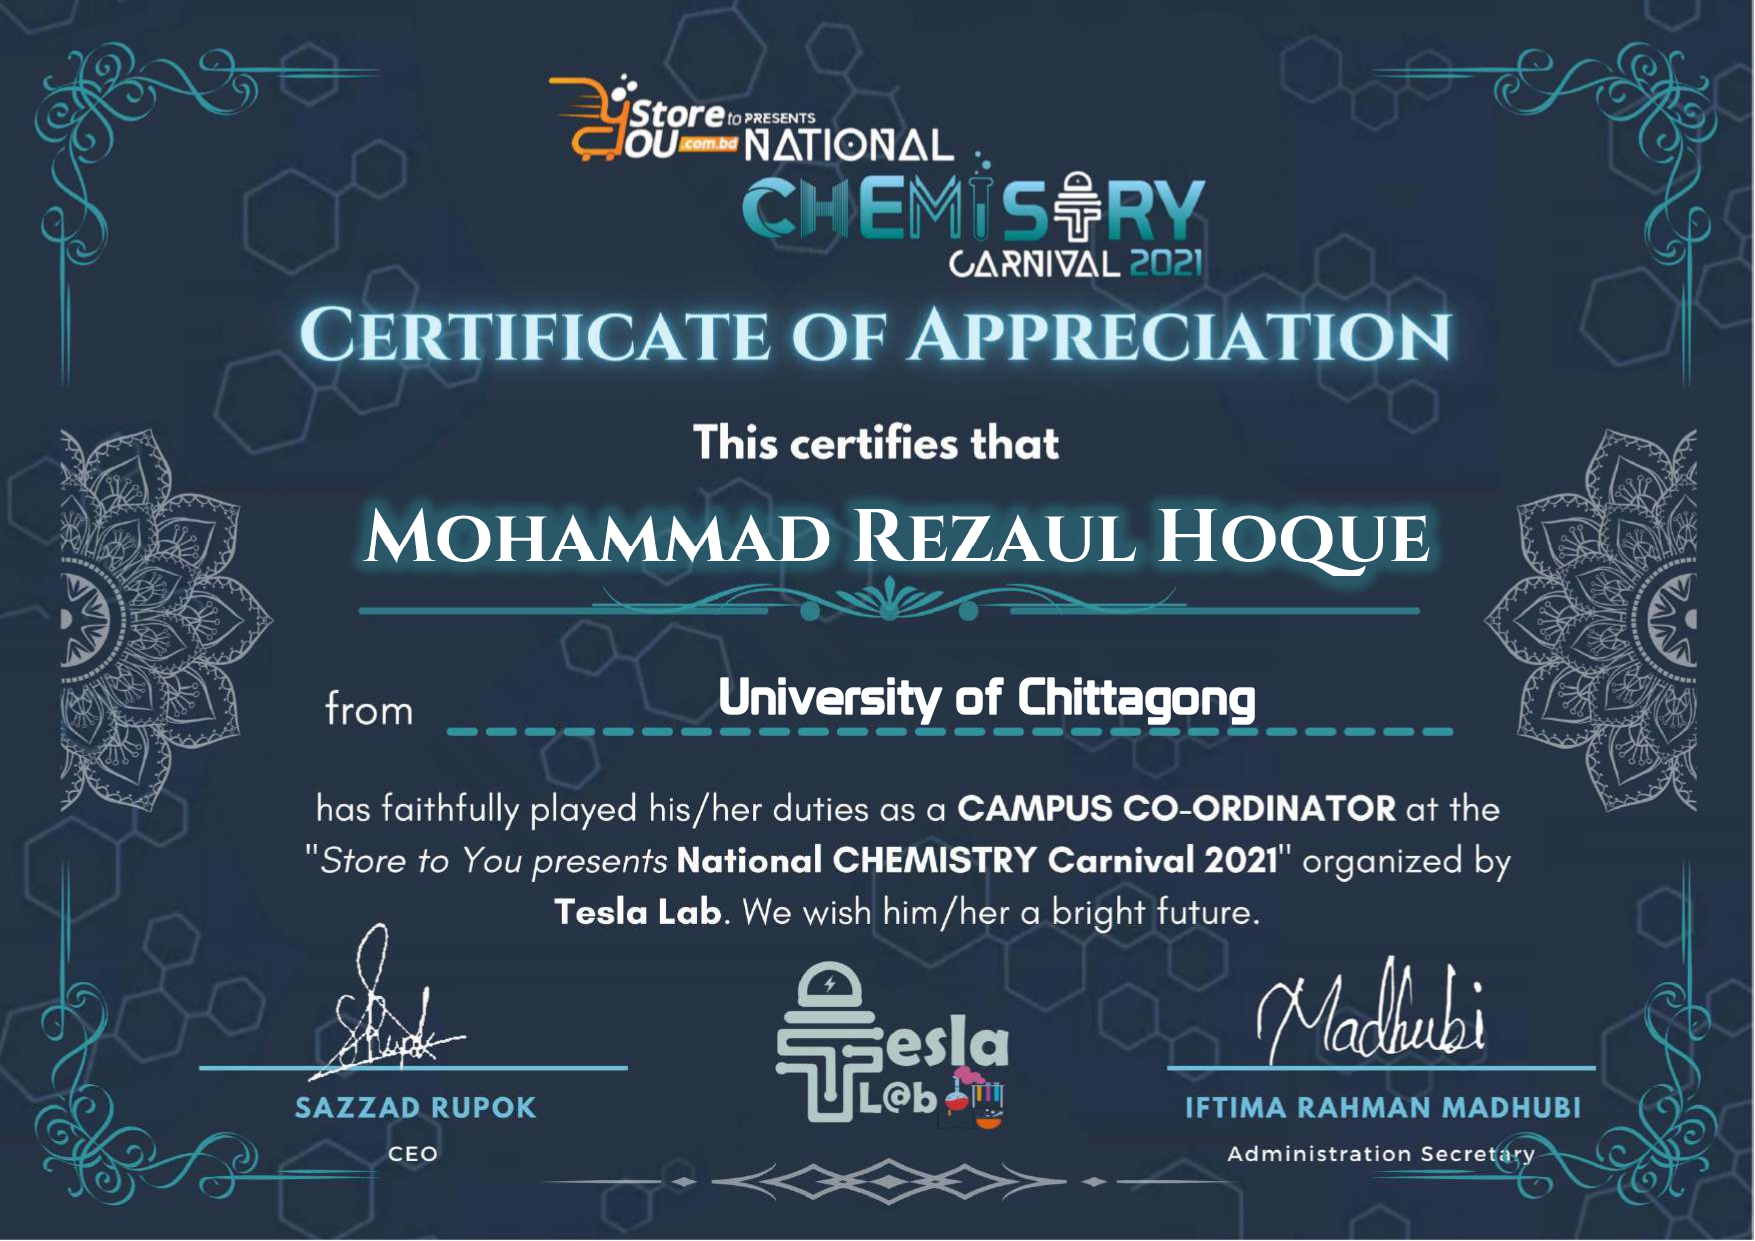 Store to PRESENTS
YOU .com.bd NATIONAL
CHEMISTRY
CARNIVAL 2021
CERTIFICATE OF APPRECIATION
This certifies that
MOHAMMAD REZAUL HOQUE
from University of Chittagong
has faithfully played his/her duties as a CAMPUS CO-ORDINATOR at the
"Store to You presents National CHEMISTRY Carnival 2021" organized by
Tesla Lab. We wish him/her a bright future.
SRupok
Madhubi
Tesla
L@b
SAZZAD RUPOK
IFTIMA RAHMAN MADHUBI
CEO
Administration Secretary